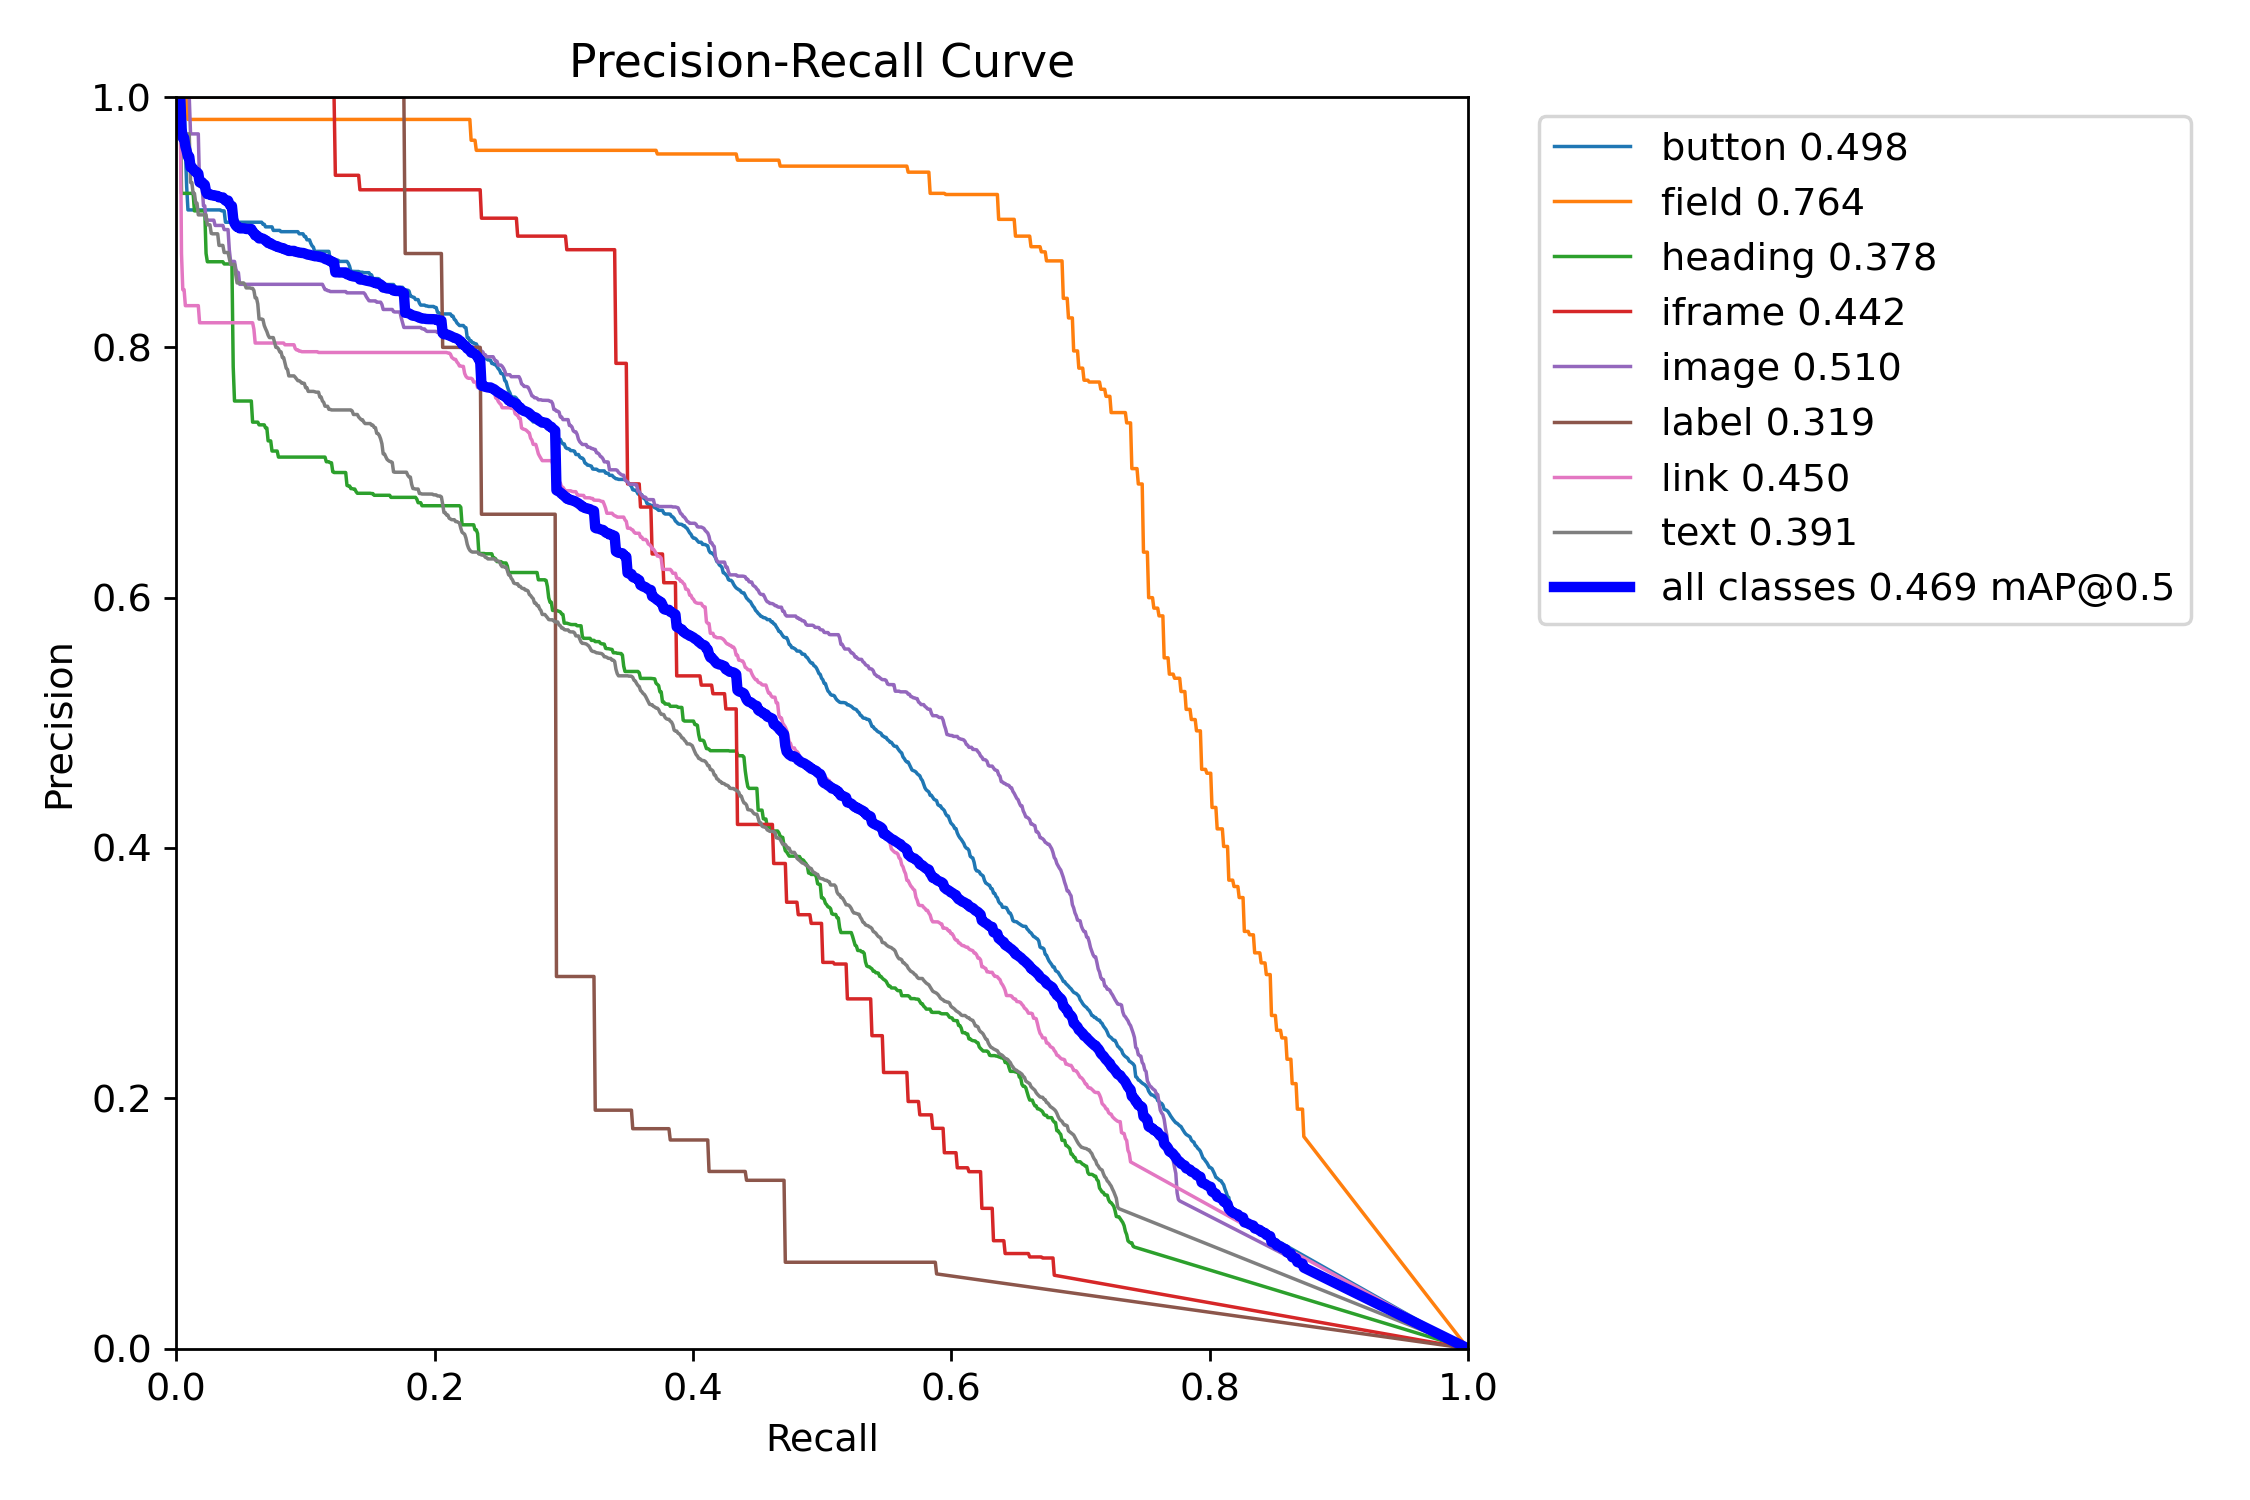 Precision-Recall Curve
1.0
0.8
0.6
0.4
0.2
0.0
Precision
0.0 0.2 0.4 0.6 0.8 1.0
Recall
button 0.498
field 0.764
heading 0.378
iframe 0.442
image 0.510
label 0.319
link 0.450
text 0.391
all classes 0.469 mAP@0.5